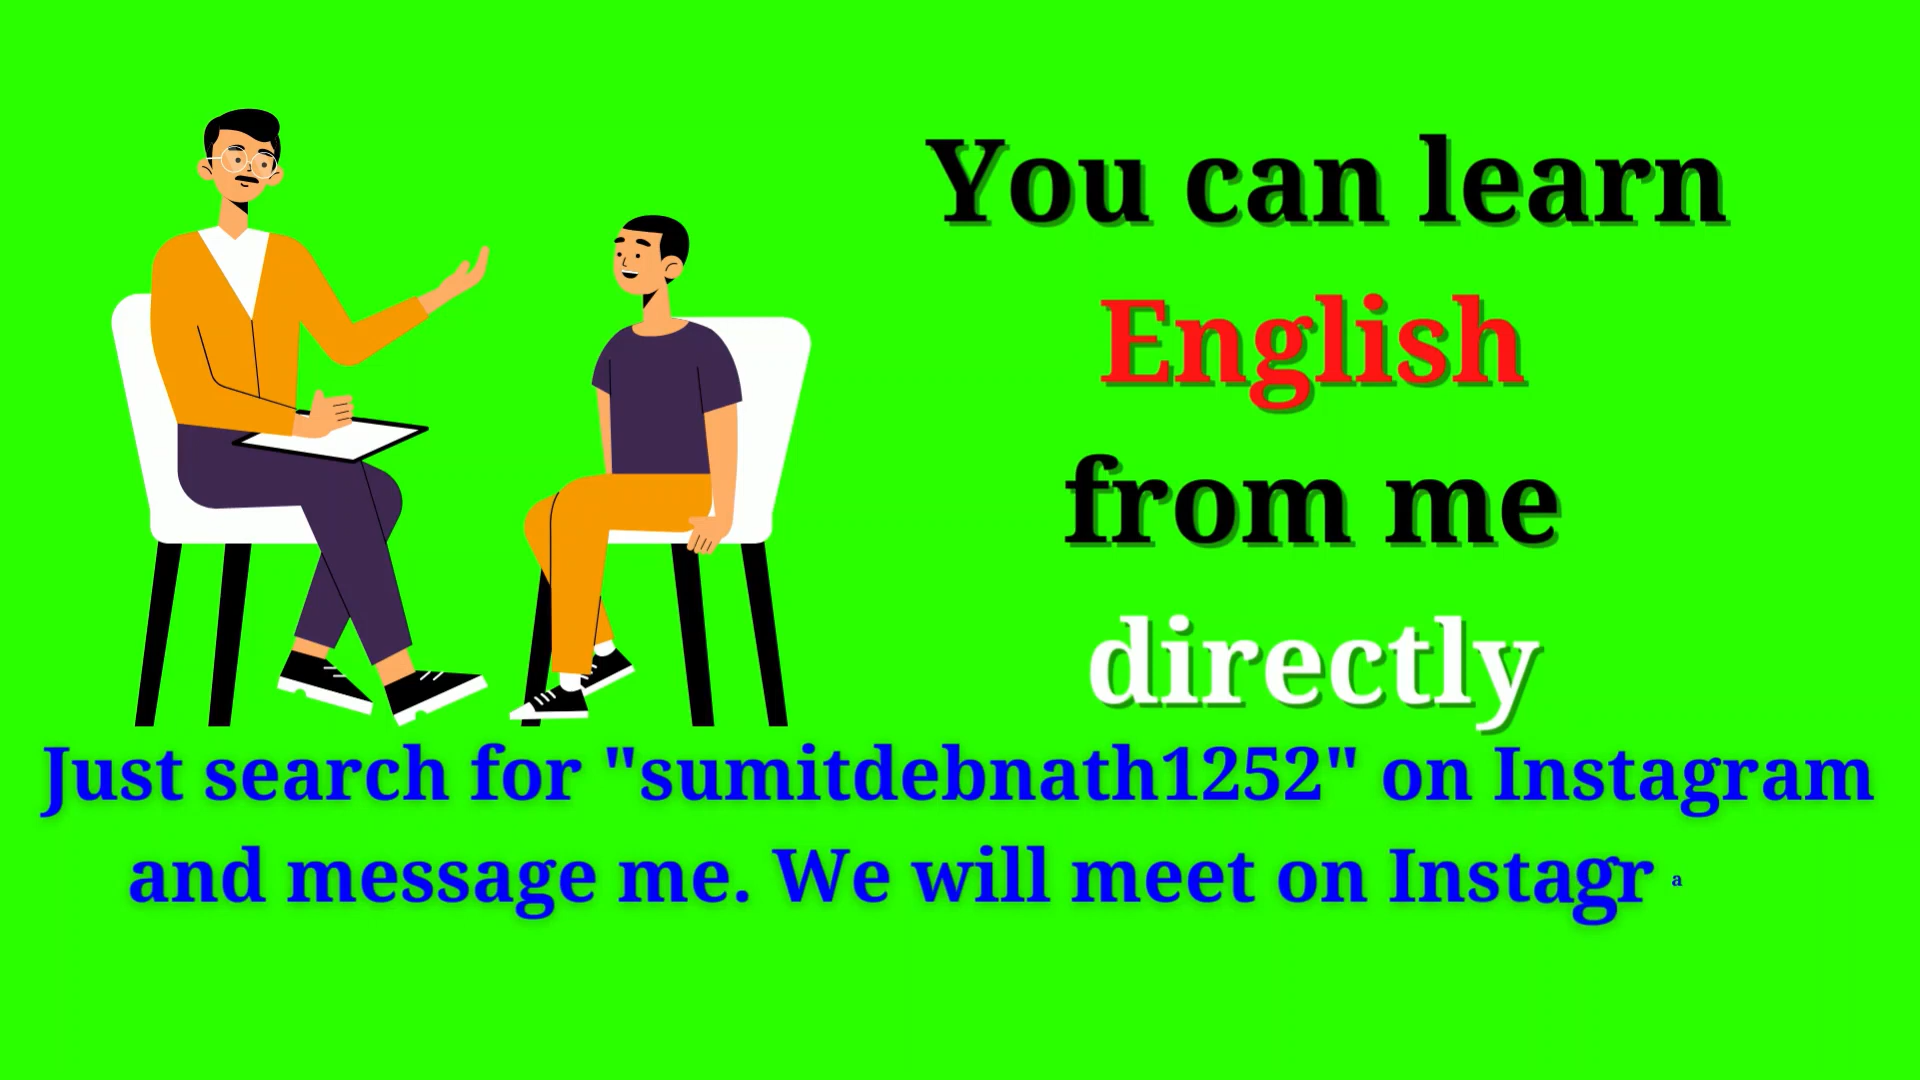 You can learn
English
from me
directly
Just search for "sumitdebnath1252" on Instagram
and message me. We will meet on Instagr a